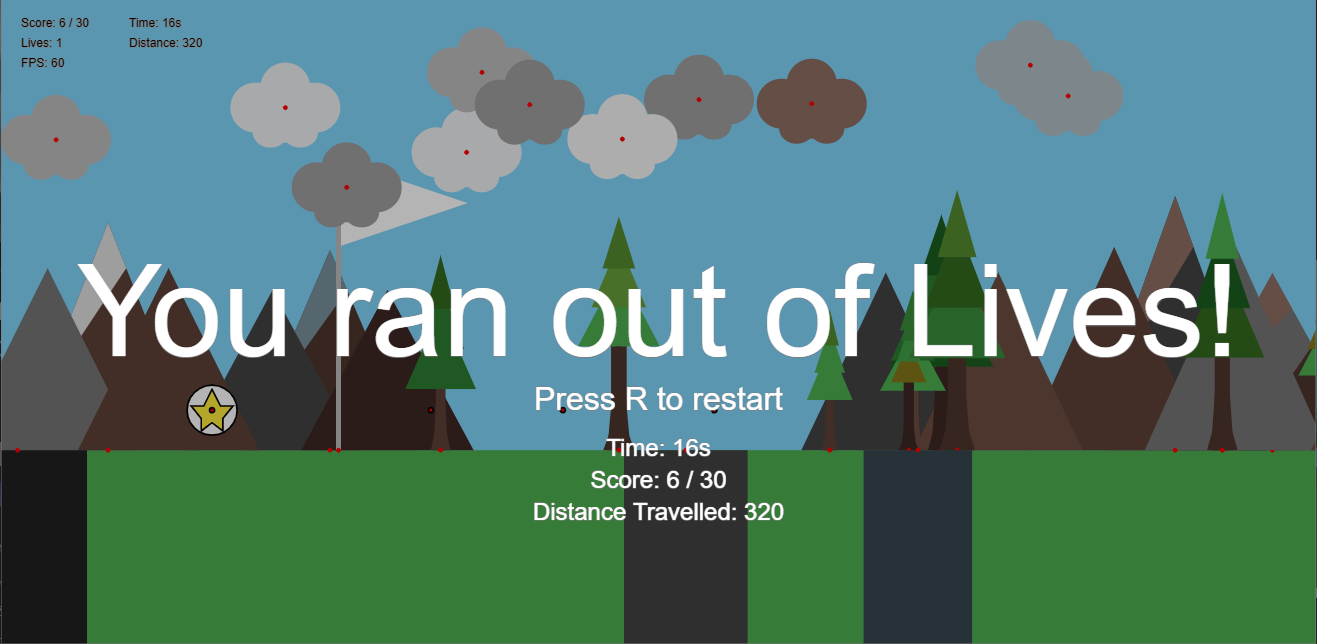 Score: 6 / 30
Time: 16s
Lives: 1
Distance: 320
FPS: 60
You ran out of Lives!
Press R to restart
Time: 16s
Score: 6 / 30
Distance Travelled: 320